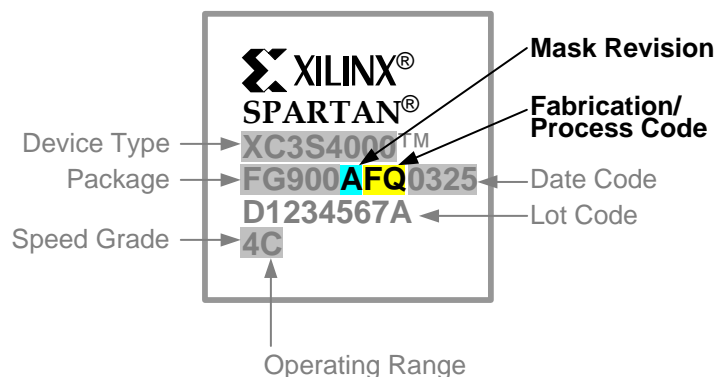 Mask Revision
XILINX®
SPARTAN®
Fabrication/
Process Code
Device Type
XC3S4000™
Package
FG900AFQ0325
Date Code
D1234567A
Lot Code
Speed Grade
4C
Operating Range